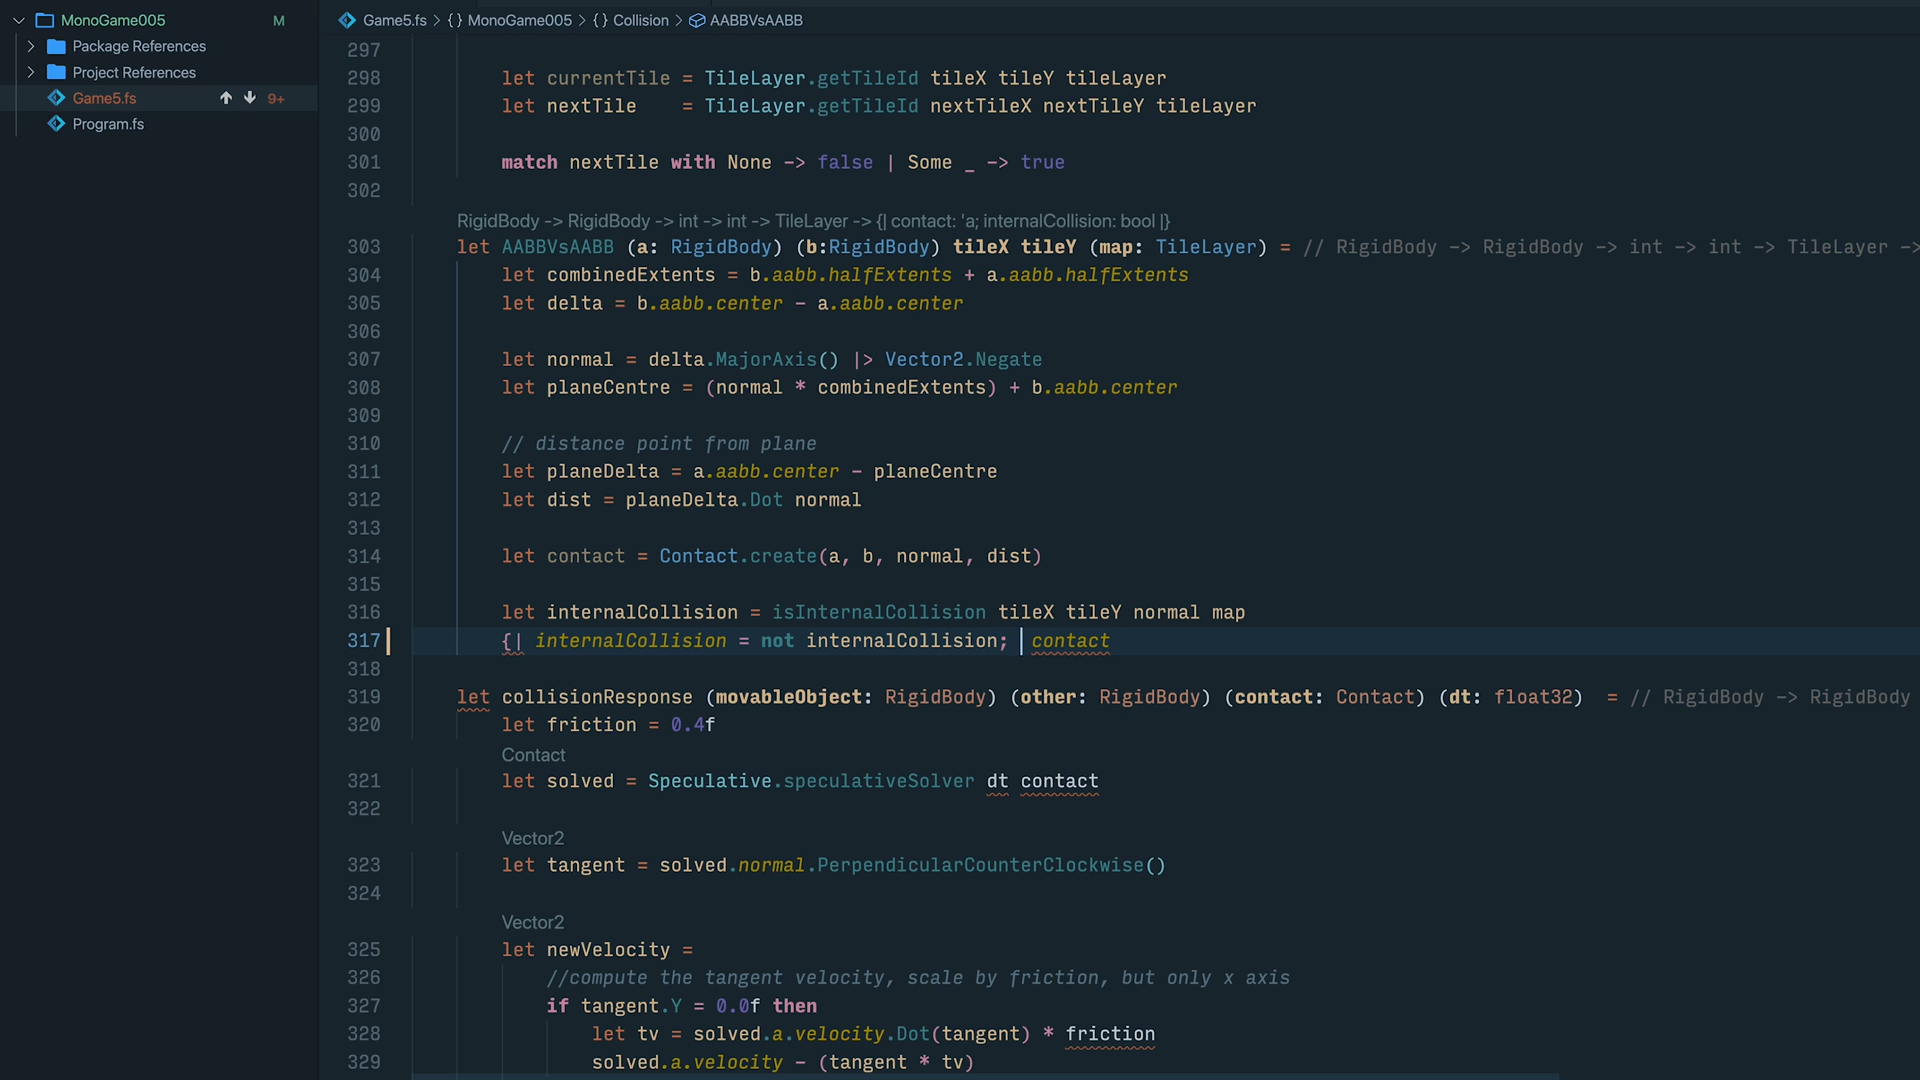 MonoGame005 M
Package References
Project References
Game5.fs 9+
Program.fs
Game5.fs > {} MonoGame005 > {} Collision > AABBVsAABB
297
298 let currentTile = TileLayer.getTileId tileX tileY tileLayer
299 let nextTile    = TileLayer.getTileId nextTileX nextTileY tileLayer
300
301 match nextTile with None -> false | Some _ -> true
302
RigidBody -> RigidBody -> int -> int -> TileLayer -> {| contact: 'a; internalCollision: bool |}
303 let AABBVsAABB (a: RigidBody) (b:RigidBody) tileX tileY (map: TileLayer) = // RigidBody -> RigidBody -> int -> int -> TileLayer ->
304 let combinedExtents = b.aabb.halfExtents + a.aabb.halfExtents
305 let delta = b.aabb.center - a.aabb.center
306
307 let normal = delta.MajorAxis() |> Vector2.Negate
308 let planeCentre = (normal * combinedExtents) + b.aabb.center
309
310 // distance point from plane
311 let planeDelta = a.aabb.center - planeCentre
312 let dist = planeDelta.Dot normal
313
314 let contact = Contact.create(a, b, normal, dist)
315
316 let internalCollision = isInternalCollision tileX tileY normal map
317 {| internalCollision = not internalCollision; contact
318
319 let collisionResponse (movableObject: RigidBody) (other: RigidBody) (contact: Contact) (dt: float32)  = // RigidBody -> RigidBody
320 let friction = 0.4f
Contact
321 let solved = Speculative.speculativeSolver dt contact
322
Vector2
323 let tangent = solved.normal.PerpendicularCounterClockwise()
324
Vector2
325 let newVelocity =
326 //compute the tangent velocity, scale by friction, but only x axis
327 if tangent.Y = 0.0f then
328 let tv = solved.a.velocity.Dot(tangent) * friction
329 solved.a.velocity - (tangent * tv)